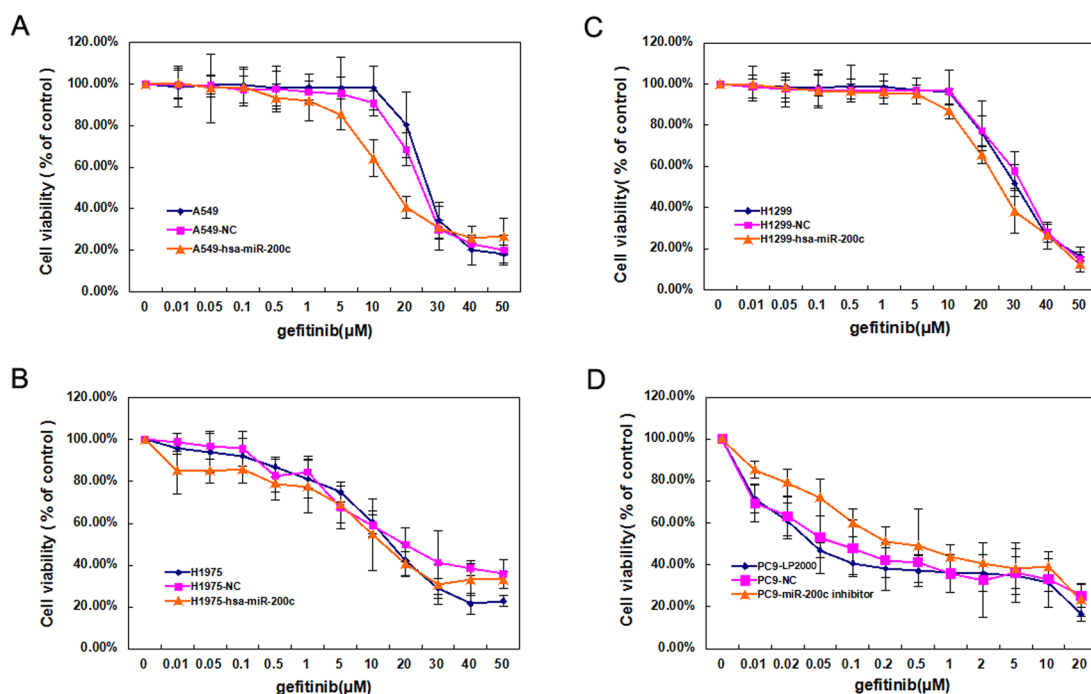 A
120.00%
100.00%
80.00%
60.00%
40.00%
20.00%
0.00%
Cell viability ( % of control )
A549
A549-NC
A549-hsa-miR-200c
0 0.01 0.05 0.1 0.5 1 5 10 20 30 40 50
gefitinib(μM)
C
120.00%
100.00%
80.00%
60.00%
40.00%
20.00%
0.00%
Cell viability( % of control )
H1299
H1299-NC
H1299-hsa-miR-200c
0 0.01 0.05 0.1 0.5 1 5 10 20 30 40 50
gefitinib(μM)
B
120.00%
100.00%
80.00%
60.00%
40.00%
20.00%
0.00%
Cell viability ( % of control )
H1975
H1975-NC
H1975-hsa-miR-200c
0 0.01 0.05 0.1 0.5 1 5 10 20 30 40 50
gefitinib(μM)
D
120.00%
100.00%
80.00%
60.00%
40.00%
20.00%
0.00%
Cell viability( % of control )
PC9-LP2000
PC9-NC
PC9-miR-200c inhibitor
0 0.01 0.02 0.05 0.1 0.2 0.5 1 2 5 10 20
gefitinib(μM)